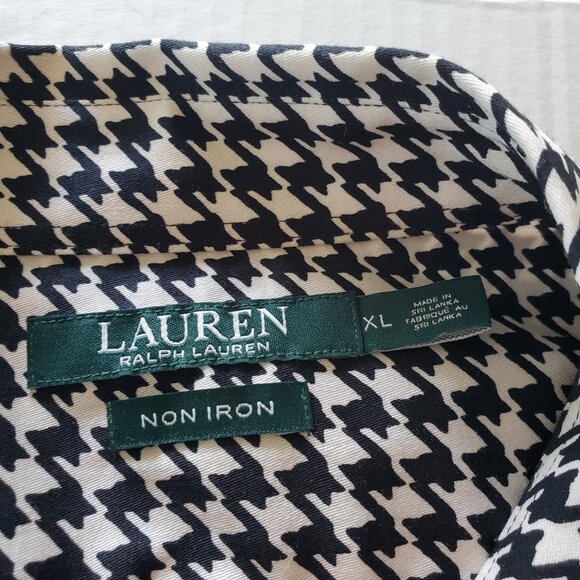 LAUREN
RALPH LAUREN
XL
MADE IN
SRI LANKA
FABRIQUÉ AU
SRI LANKA
NON IRON